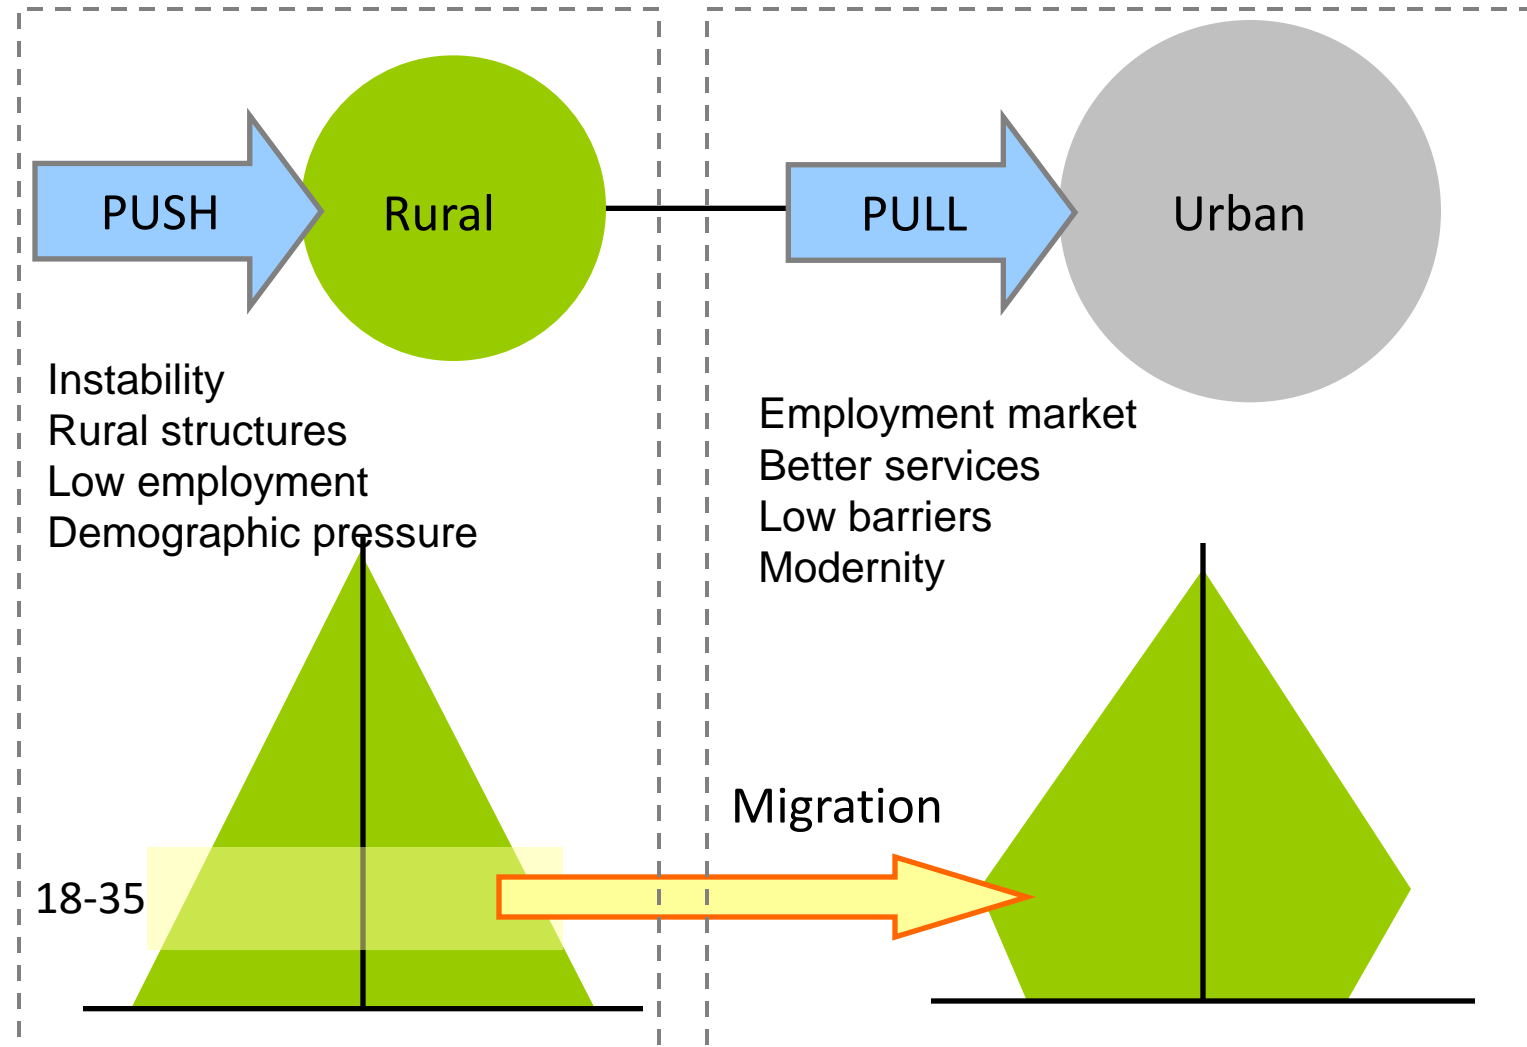 PUSH
Rural
PULL
Urban
Instability
Rural structures
Low employment
Demographic pressure
Employment market
Better services
Low barriers
Modernity
Migration
18-35